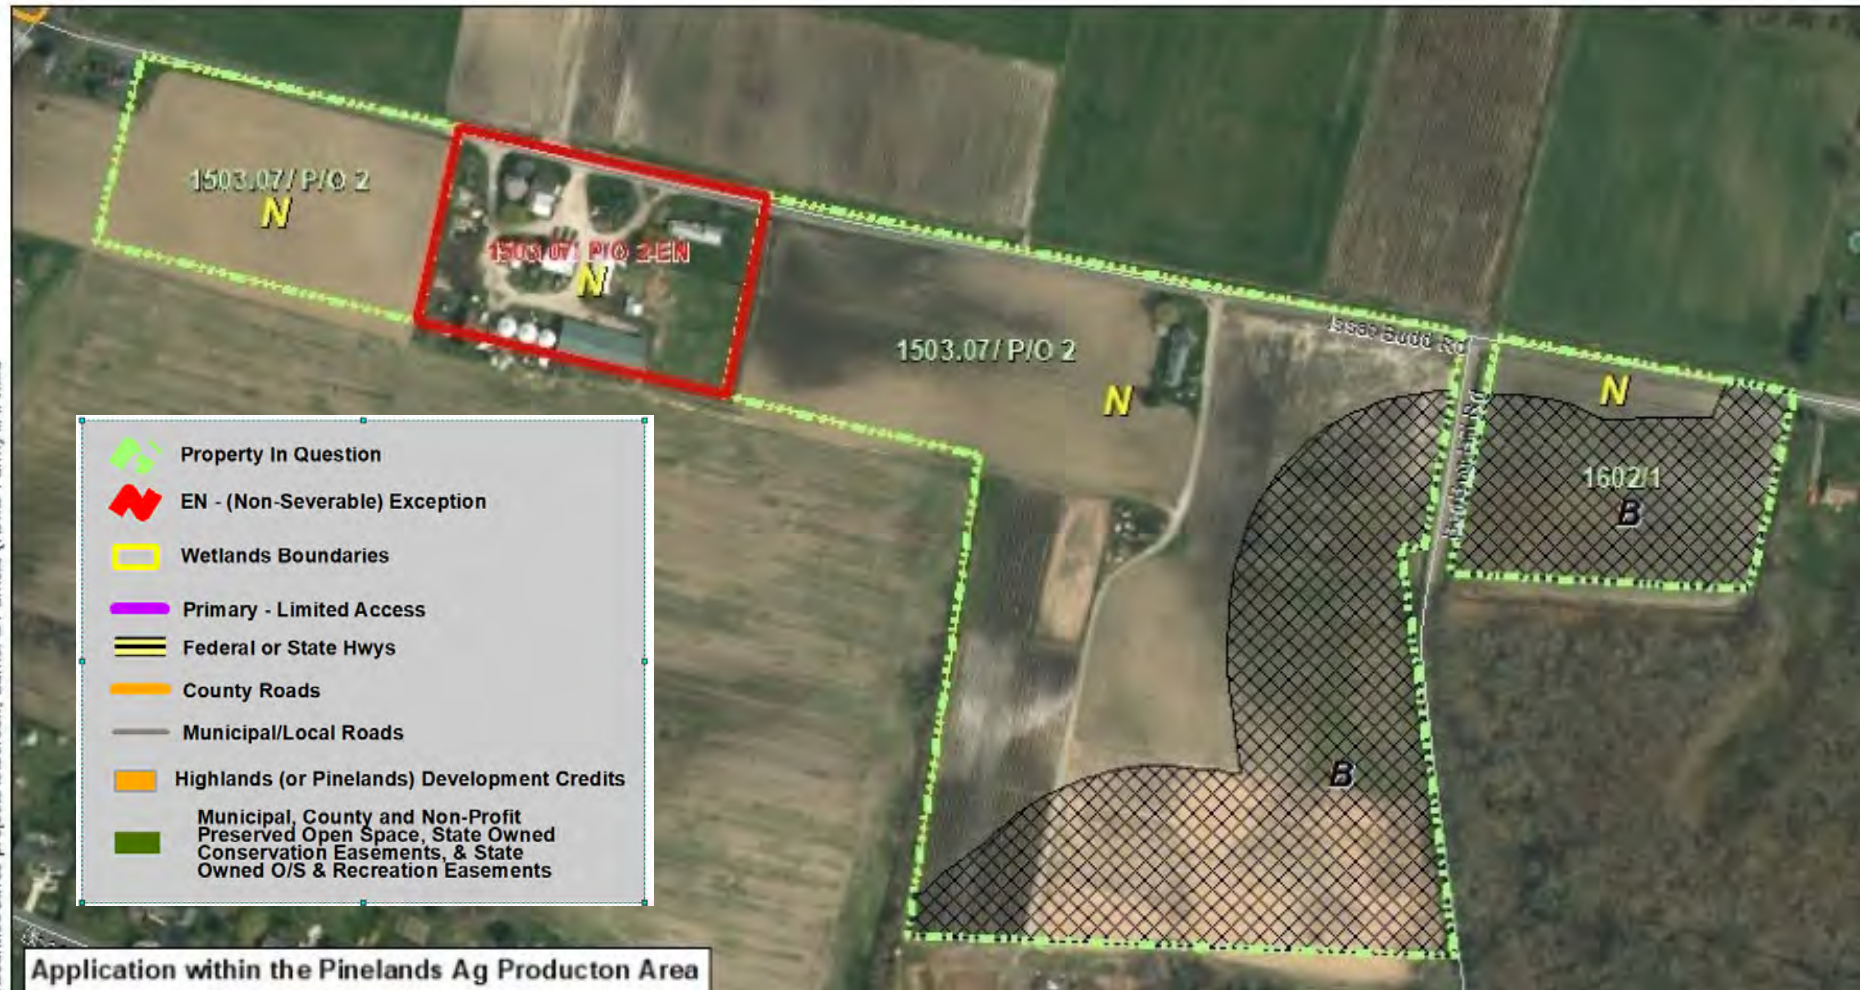 1503.07/ P/O 2
N
1503.07/ P/O 2-EN
N
1503.07/ P/O 2
N
Isaac Budd Rd
N
1602/1
B
B
Property In Question
EN - (Non-Severable) Exception
Wetlands Boundaries
Primary - Limited Access
Federal or State Hwys
County Roads
Municipal/Local Roads
Highlands (or Pinelands) Development Credits
Municipal, County and Non-Profit
Preserved Open Space, State Owned
Conservation Easements, & State
Owned O/S & Recreation Easements
Application within the Pinelands Ag Producton Area